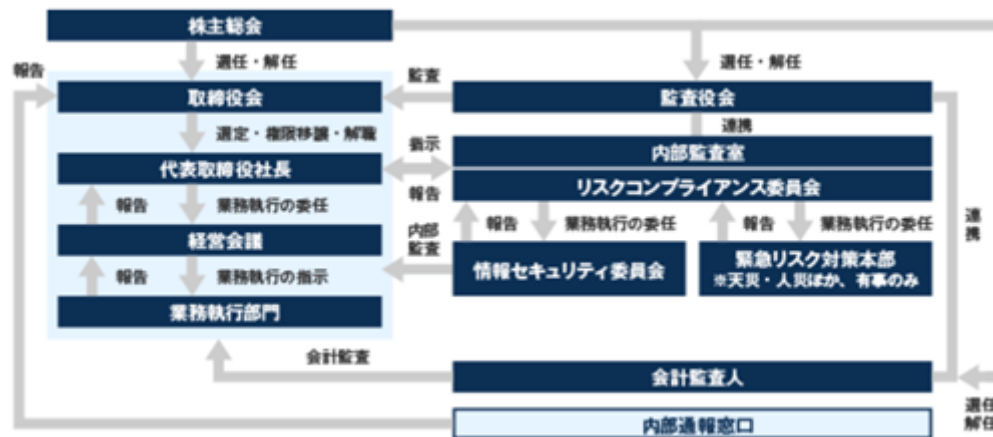 株主総会
選任・解任
選任・解任
報告
監査
取締役会
監査役会
選定・権限移譲・解職
連携
指示
内部監査室
代表取締役社長
報告
リスクコンプライアンス委員会
報告
業務執行の委任
内部監査
報告
業務執行の委任
報告
業務執行の委任
連携
経営会議
情報セキュリティ委員会
緊急リスク対策本部
※天災・人災ほか、有事のみ
報告
業務執行の指示
業務執行部門
会計監査
会計監査人
選任
解任
内部通報窓口